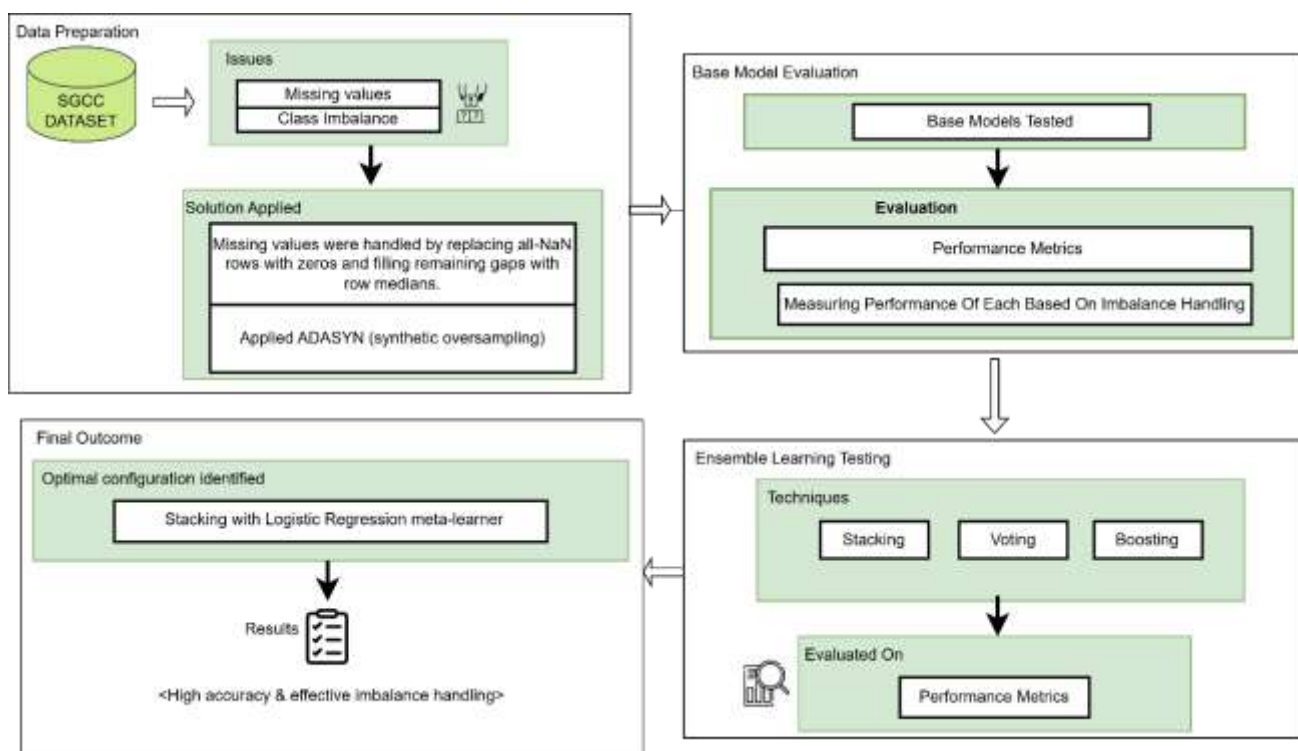 Data Preparation
SGCC
DATASET
Issues
Missing values
Class Imbalance
Solution Applied
Missing values were handled by replacing all-NaN
rows with zeros and filling remaining gaps with
row medians.
Applied ADASYN (synthetic oversampling)
Base Model Evaluation
Base Models Tested
Evaluation
Performance Metrics
Measuring Performance Of Each Based On Imbalance Handling
Ensemble Learning Testing
Techniques
Stacking
Voting
Boosting
Evaluated On
Performance Metrics
Final Outcome
Optimal configuration identified
Stacking with Logistic Regression meta-learner
Results
<High accuracy & effective imbalance handling>